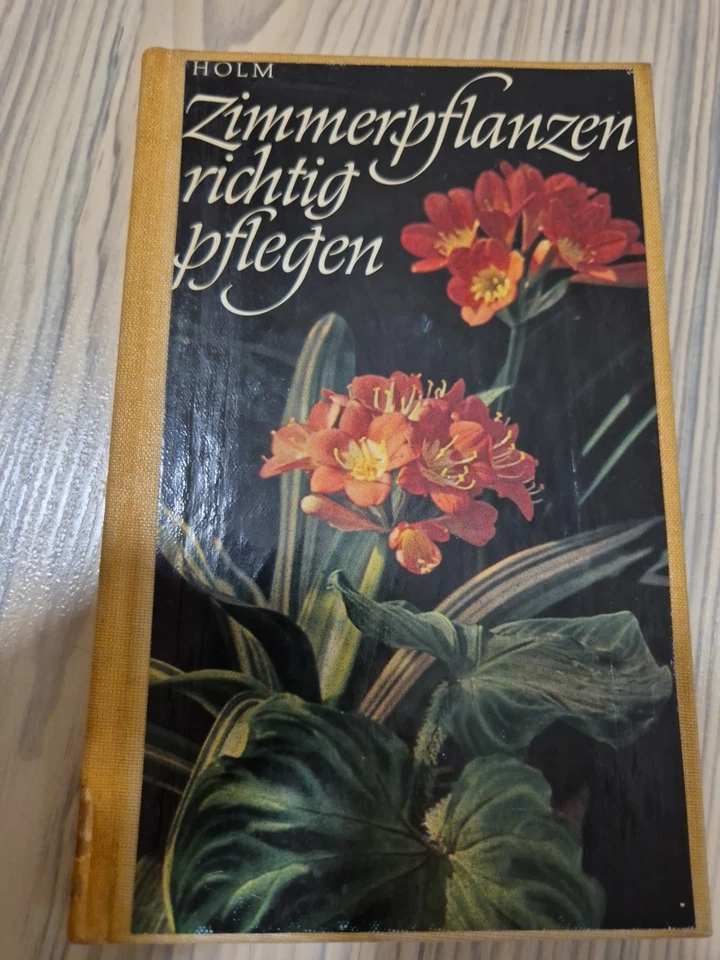 HOLM
Zimmerpflanzen
richtig
pflegen